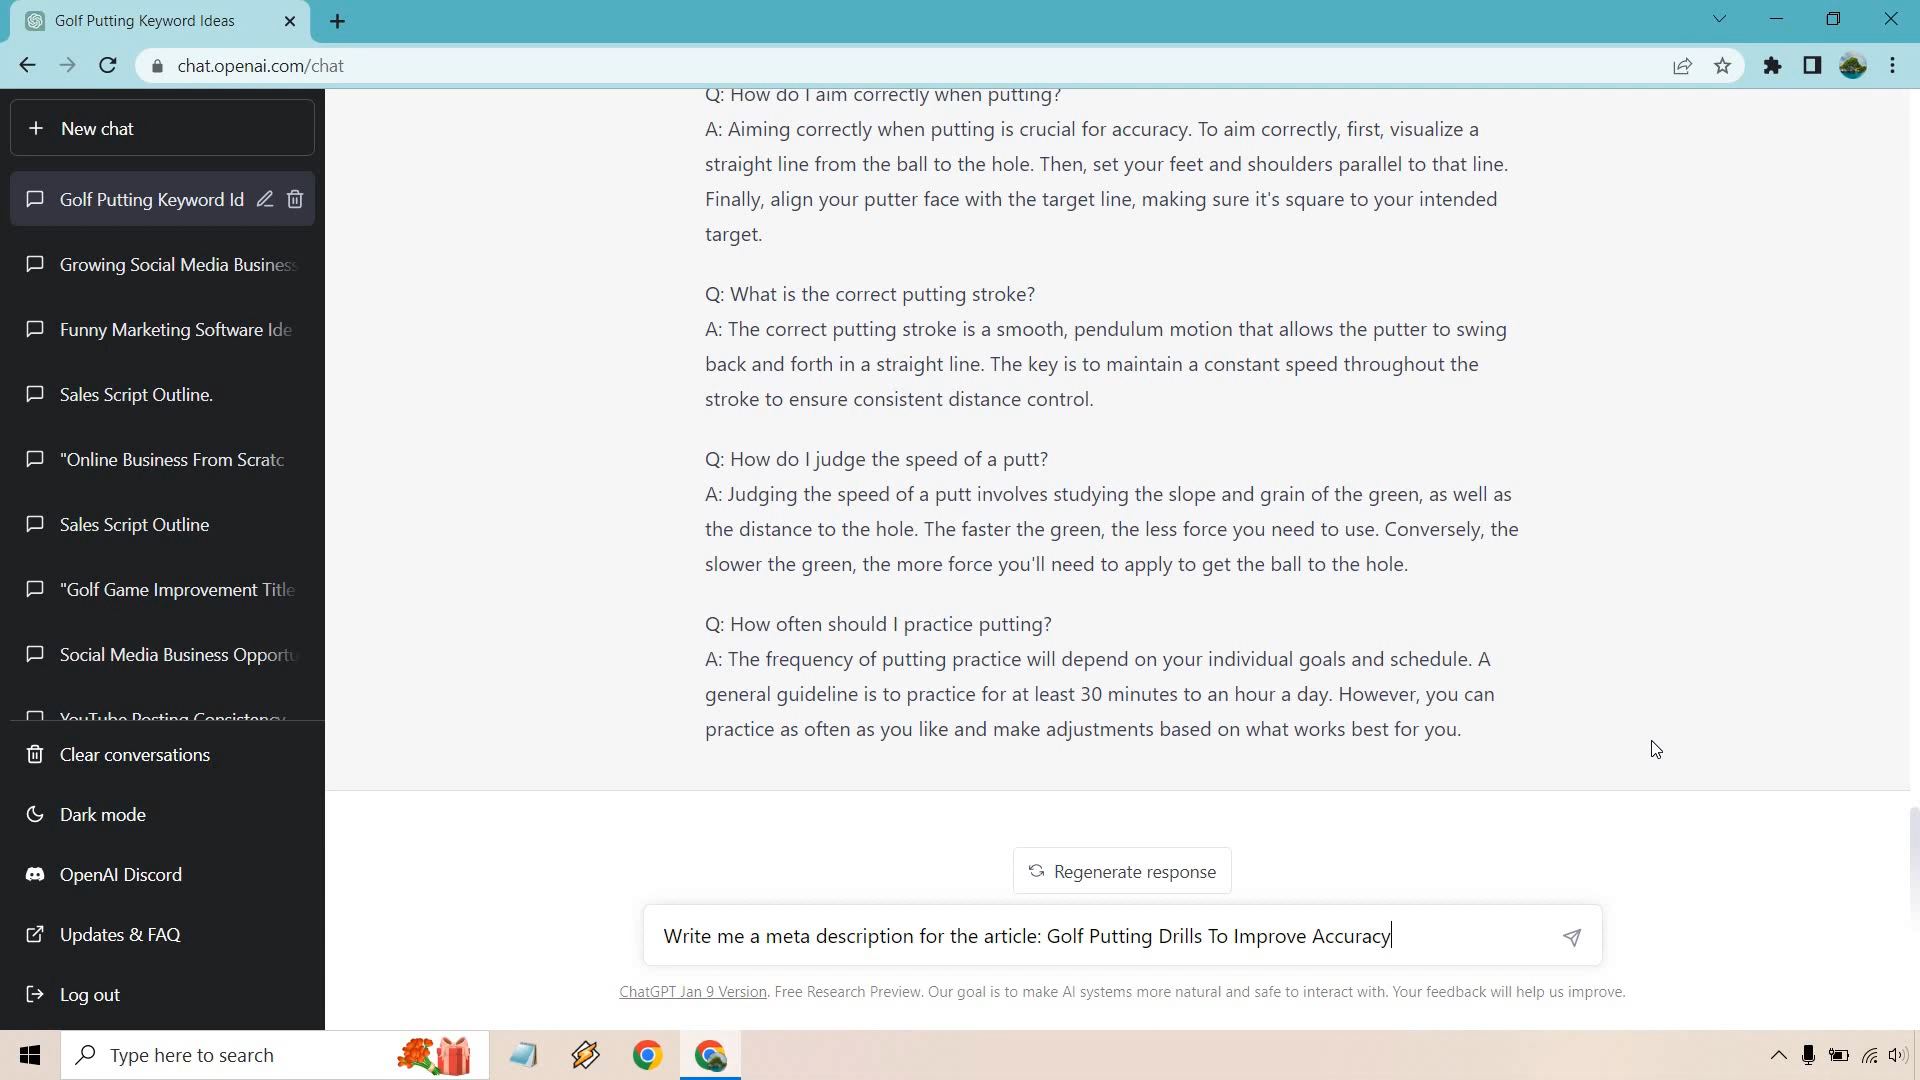 Golf Putting Keyword Ideas
chat.openai.com/chat
New chat
Golf Putting Keyword Id
Growing Social Media Business
Funny Marketing Software Ide
Sales Script Outline.
"Online Business From Scratc
Sales Script Outline
"Golf Game Improvement Title
Social Media Business Opportu
YouTube Posting Consistency
Clear conversations
Dark mode
OpenAI Discord
Updates & FAQ
Log out
Q: How do I aim correctly when putting?
A: Aiming correctly when putting is crucial for accuracy. To aim correctly, first, visualize a
straight line from the ball to the hole. Then, set your feet and shoulders parallel to that line.
Finally, align your putter face with the target line, making sure it's square to your intended
target.
Q: What is the correct putting stroke?
A: The correct putting stroke is a smooth, pendulum motion that allows the putter to swing
back and forth in a straight line. The key is to maintain a constant speed throughout the
stroke to ensure consistent distance control.
Q: How do I judge the speed of a putt?
A: Judging the speed of a putt involves studying the slope and grain of the green, as well as
the distance to the hole. The faster the green, the less force you need to use. Conversely, the
slower the green, the more force you'll need to apply to get the ball to the hole.
Q: How often should I practice putting?
A: The frequency of putting practice will depend on your individual goals and schedule. A
general guideline is to practice for at least 30 minutes to an hour a day. However, you can
practice as often as you like and make adjustments based on what works best for you.
Regenerate response
Write me a meta description for the article: Golf Putting Drills To Improve Accuracy
ChatGPT Jan 9 Version. Free Research Preview. Our goal is to make AI systems more natural and safe to interact with. Your feedback will help us improve.
Type here to search